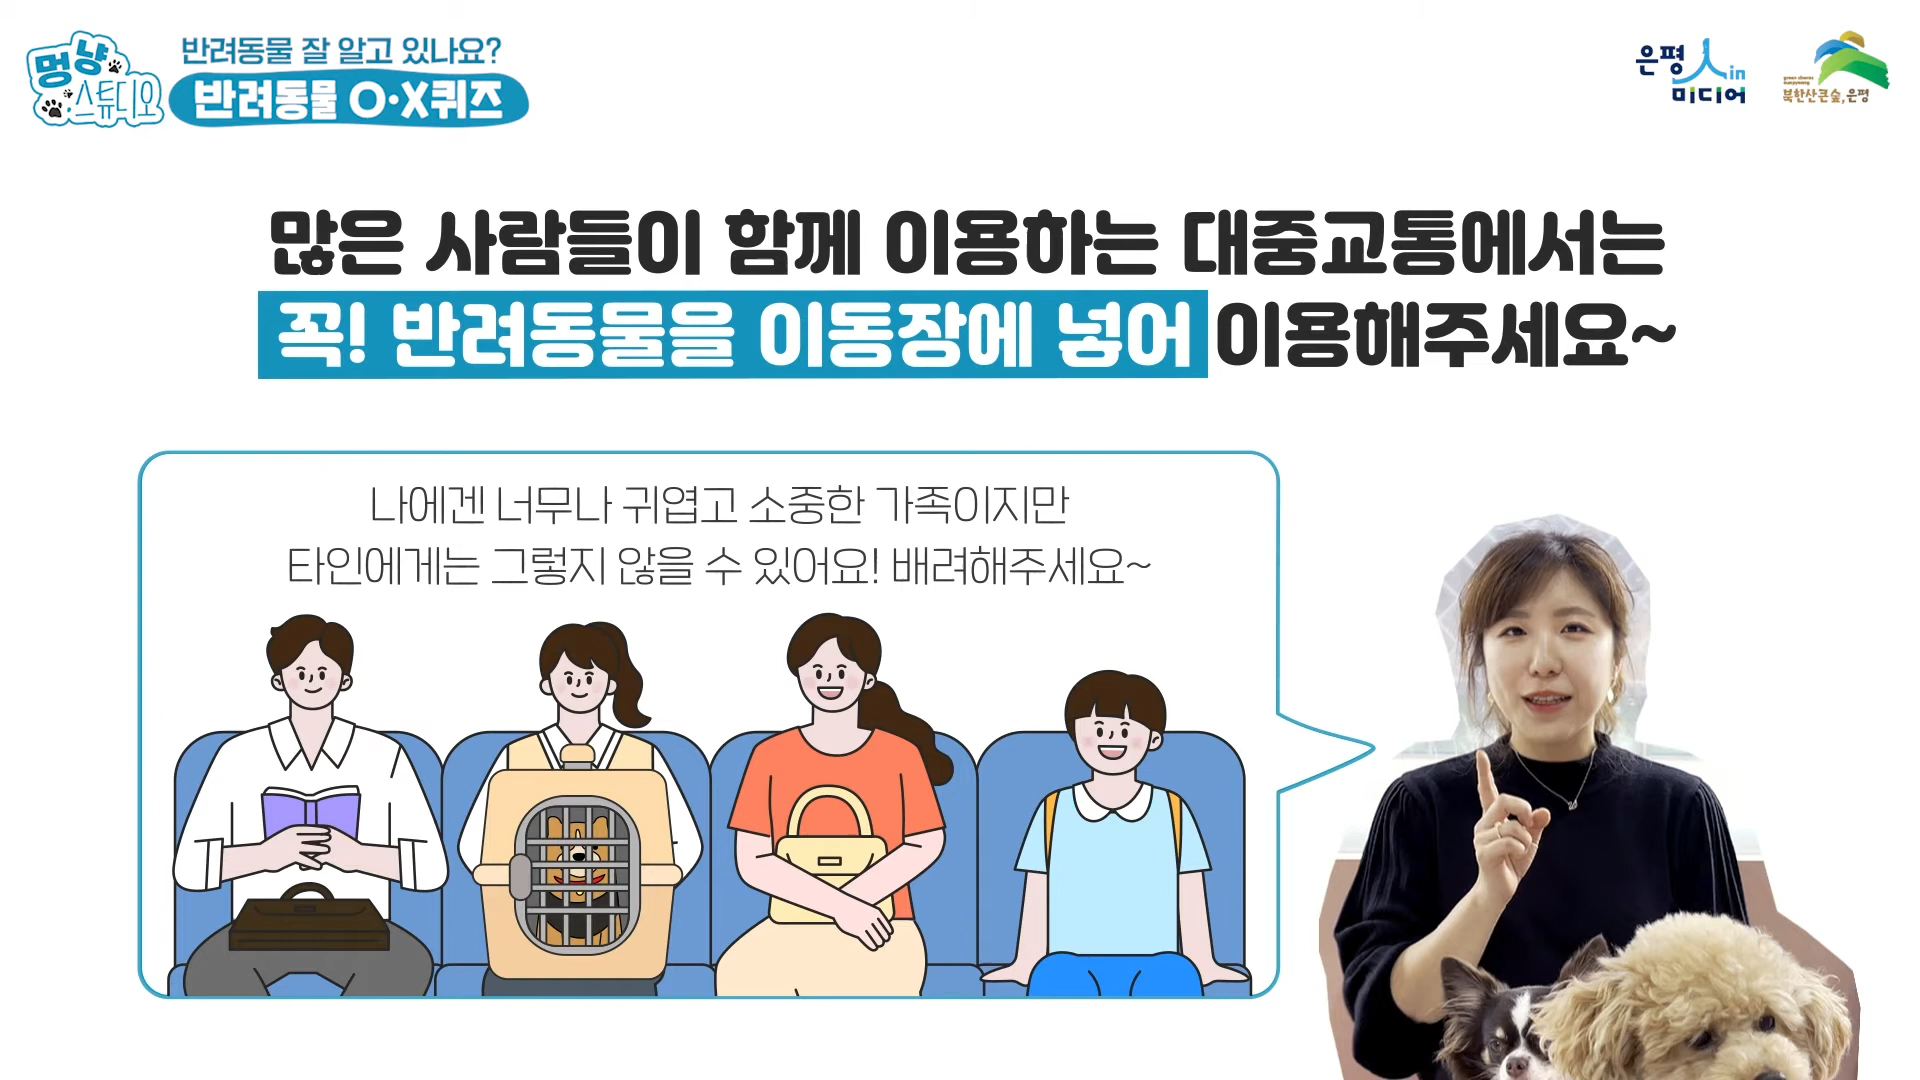 멍냥
스튜디오
반려동물 잘 알고 있나요?
반려동물 O·X퀴즈
은평人in
미디어
북한산큰숲, 은평
많은 사람들이 함께 이용하는 대중교통에서는
꼭! 반려동물을 이동장에 넣어 이용해주세요~
나에겐 너무나 귀엽고 소중한 가족이지만
타인에게는 그렇지 않을 수 있어요! 배려해주세요~